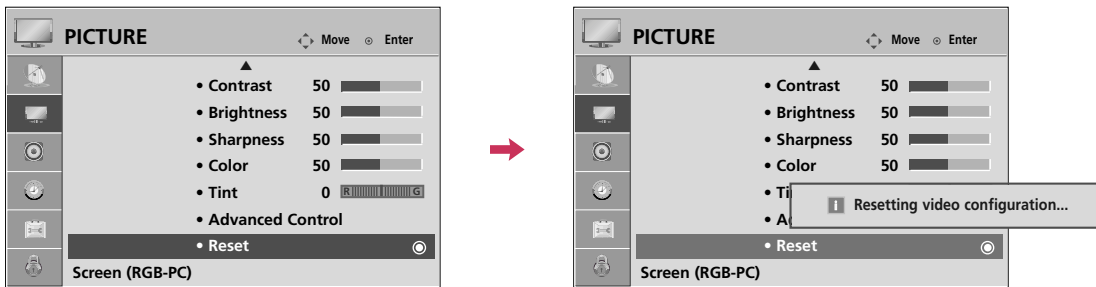 PICTURE
Move
Enter
• Contrast 50
• Brightness 50
• Sharpness 50
• Color 50
• Tint 0 R G
• Advanced Control
• Reset
Screen (RGB-PC)
PICTURE
Move
Enter
• Contrast 50
• Brightness 50
• Sharpness 50
• Color 50
• Ti
• A
i Resetting video configuration...
• Reset
Screen (RGB-PC)